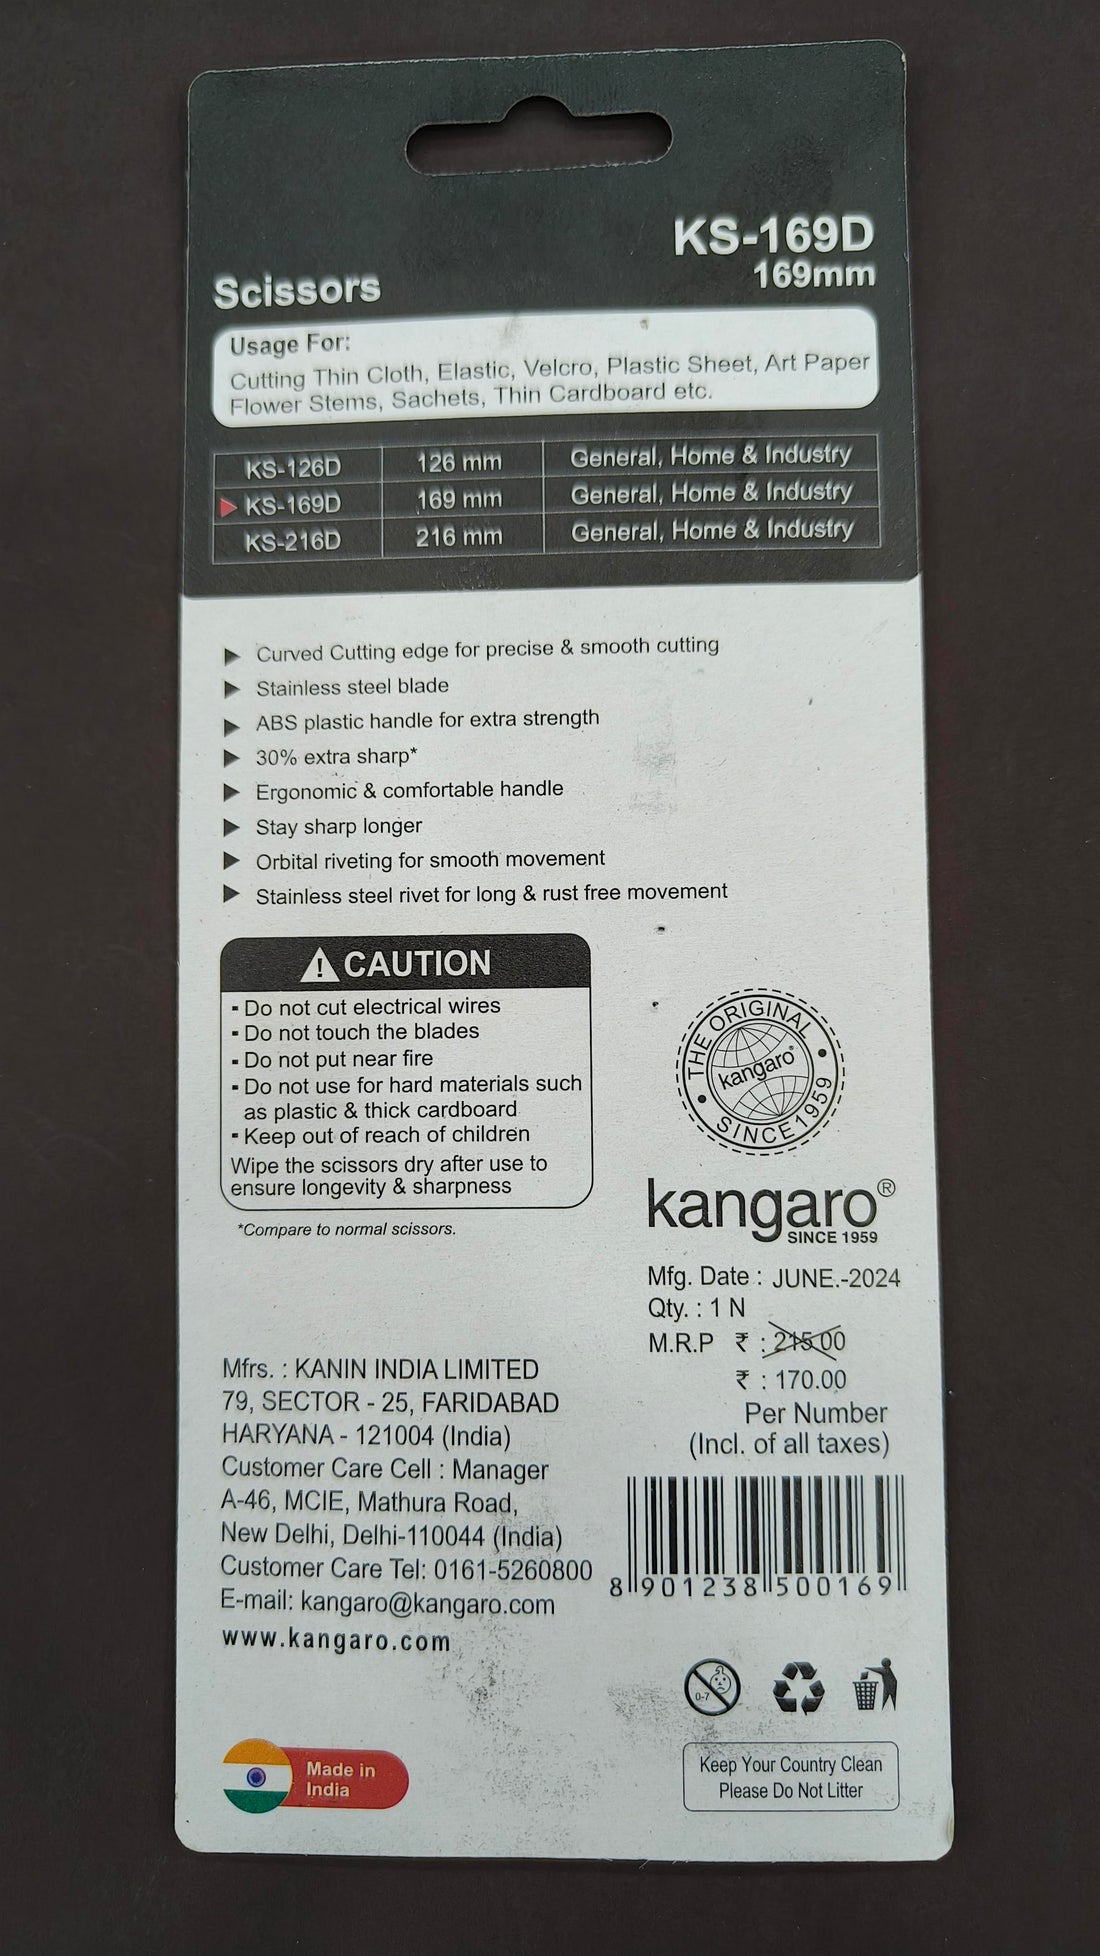 KS-169D
169mm
Scissors
Usage For:
Cutting Thin Cloth, Elastic, Velcro, Plastic Sheet, Art Paper
Flower Stems, Sachets, Thin Cardboard etc.
KS-126D 126 mm General, Home & Industry
KS-169D 169 mm General, Home & Industry
KS-216D 216 mm General, Home & Industry
Curved Cutting edge for precise & smooth cutting
Stainless steel blade
ABS plastic handle for extra strength
30% extra sharp*
Ergonomic & comfortable handle
Stay sharp longer
Orbital riveting for smooth movement
Stainless steel rivet for long & rust free movement
CAUTION
▪ Do not cut electrical wires
▪ Do not touch the blades
▪ Do not put near fire
▪ Do not use for hard materials such
as plastic & thick cardboard
▪ Keep out of reach of children
Wipe the scissors dry after use to
ensure longevity & sharpness
*Compare to normal scissors.
THE ORIGINAL
kangaro®
SINCE 1959
kangaro®
SINCE 1959
Mfg. Date : JUNE.-2024
Qty. : 1 N
M.R.P ₹ : 215.00
₹ : 170.00
Per Number
(Incl. of all taxes)
Mfrs. : KANIN INDIA LIMITED
79, SECTOR - 25, FARIDABAD
HARYANA - 121004 (India)
Customer Care Cell : Manager
A-46, MCIE, Mathura Road,
New Delhi, Delhi-110044 (India)
Customer Care Tel: 0161-5260800
E-mail: kangaro@kangaro.com
www.kangaro.com
8 901238 500169
0-7
Made in
India
Keep Your Country Clean
Please Do Not Litter